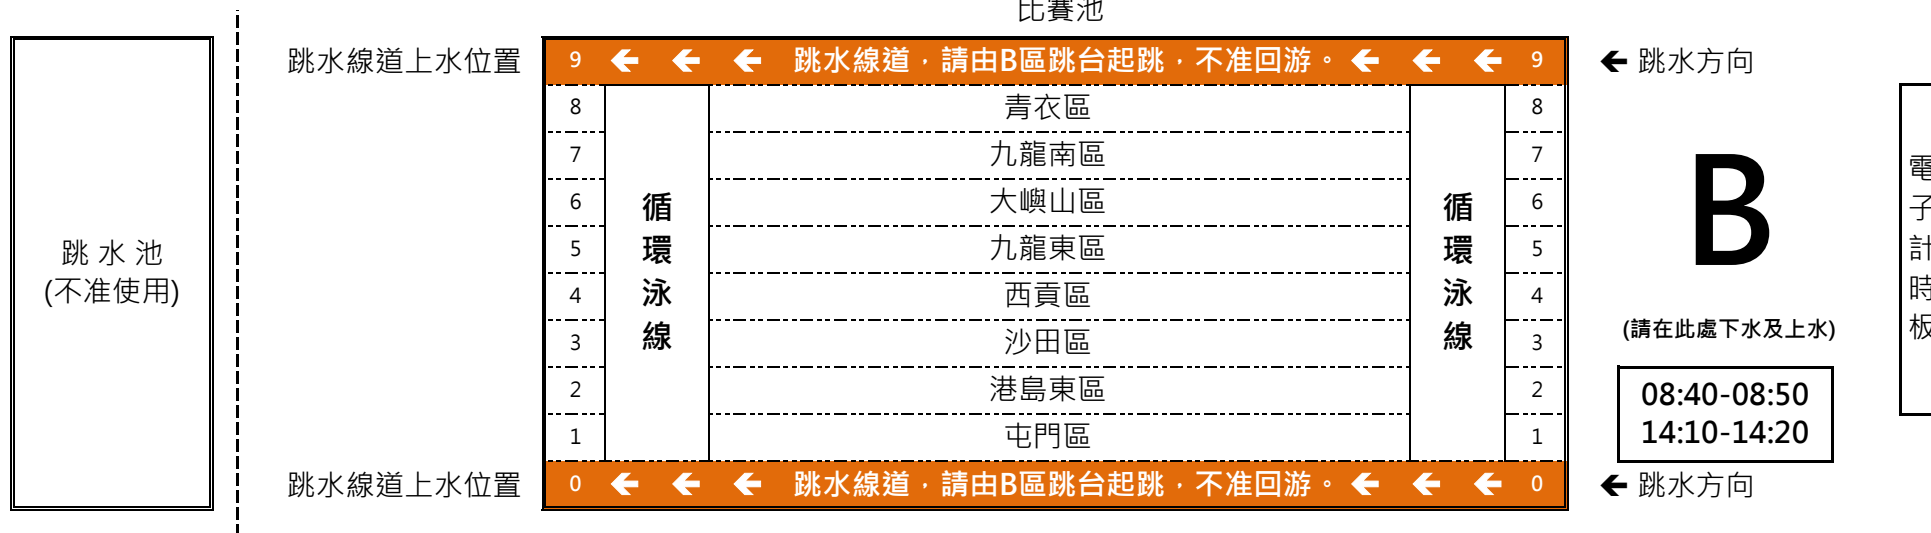 比賽池
跳水線道上水位置
9 🡸 🡸 🡸 跳水線道，請由B區跳台起跳，不准回游。 🡸 🡸 🡸 9
🡸 跳水方向
8 青衣區 8
7 九龍南區 7
6 大嶼山區 6
5 九龍東區 5
4 西貢區 4
3 沙田區 3
2 港島東區 2
1 屯門區 1
循環泳線
循環泳線
跳水線道上水位置
0 🡸 🡸 🡸 跳水線道，請由B區跳台起跳，不准回游。 🡸 🡸 🡸 0
🡸 跳水方向
跳 水 池
(不准使用)
B
(請在此處下水及上水)
08:40-08:50
14:10-14:20
電子計時板